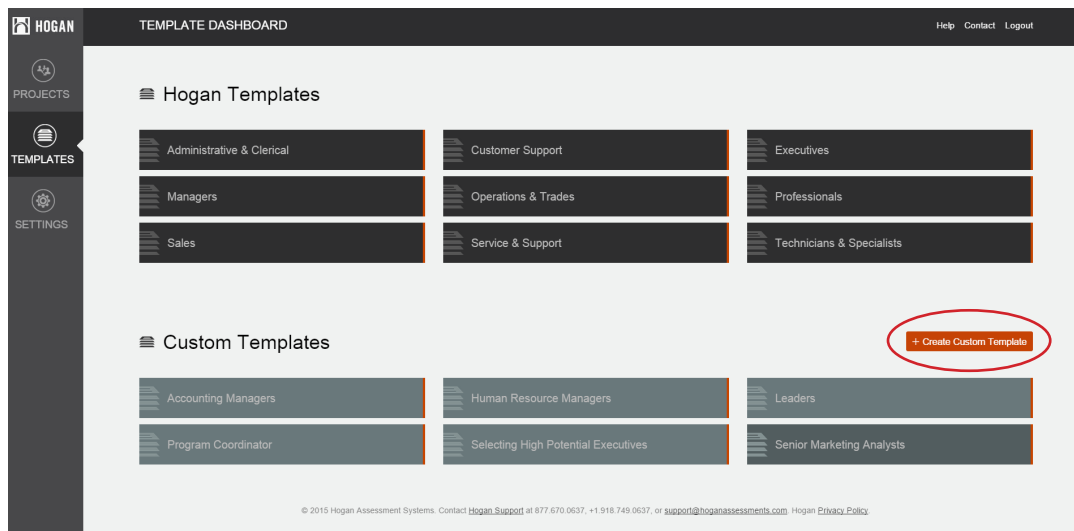 HOGAN
TEMPLATE DASHBOARD
Help Contact Logout
PROJECTS
TEMPLATES
SETTINGS
Hogan Templates
Administrative & Clerical
Customer Support
Executives
Managers
Operations & Trades
Professionals
Sales
Service & Support
Technicians & Specialists
Custom Templates
+ Create Custom Template
Accounting Managers
Human Resource Managers
Leaders
Program Coordinator
Selecting High Potential Executives
Senior Marketing Analysts
© 2015 Hogan Assessment Systems. Contact Hogan Support at 877.670.0637, +1.918.749.0637, or support@hoganassessments.com. Hogan Privacy Policy.